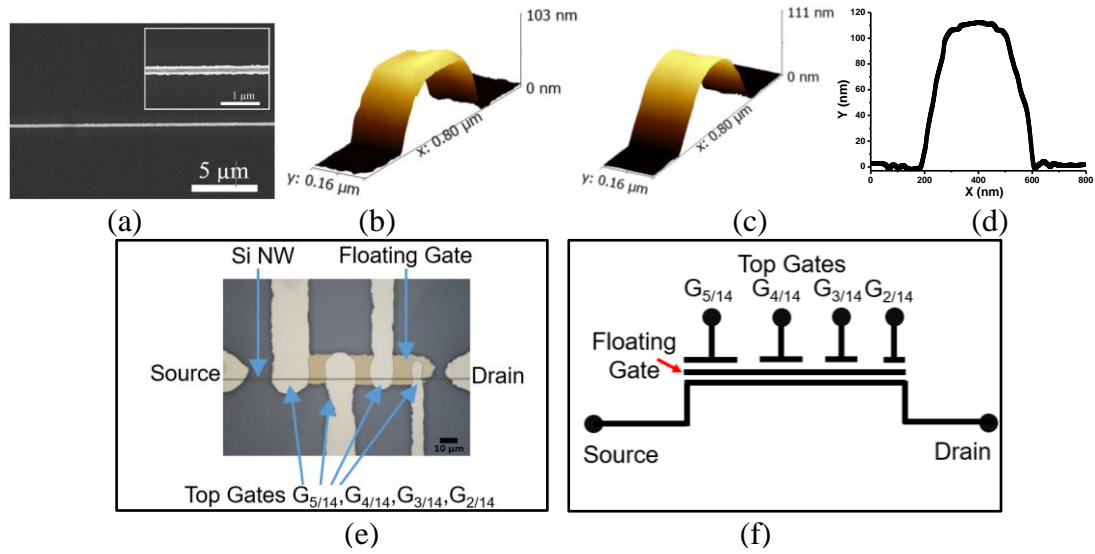 1 μm
5 μm
(a)
103 nm
0 nm
x: 0.80 μm
y: 0.16 μm
(b)
111 nm
0 nm
x: 0.80 μm
y: 0.16 μm
(c)
120
100
80
60
40
20
0
Y (nm)
0 200 400 600 800
X (nm)
(d)
Si NW Floating Gate
Source Drain
10 μm
Top Gates G5/14,G4/14,G3/14,G2/14
(e)
Top Gates
G5/14 G4/14 G3/14 G2/14
Floating
Gate
Source Drain
(f)